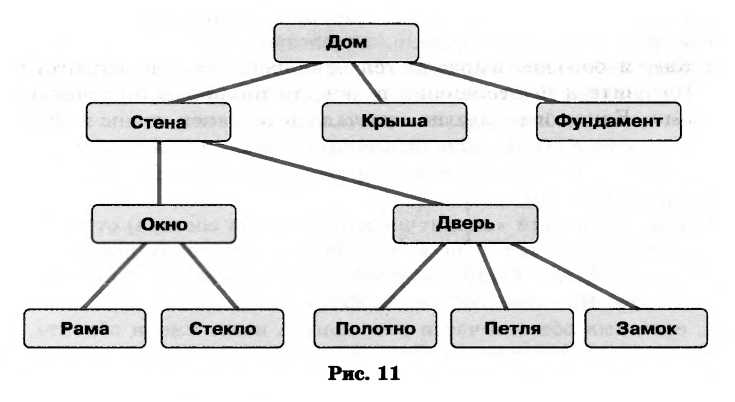 Дом
Стена Крыша Фундамент
Окно Дверь
Рама Стекло Полотно Петля Замок
Рис. 11